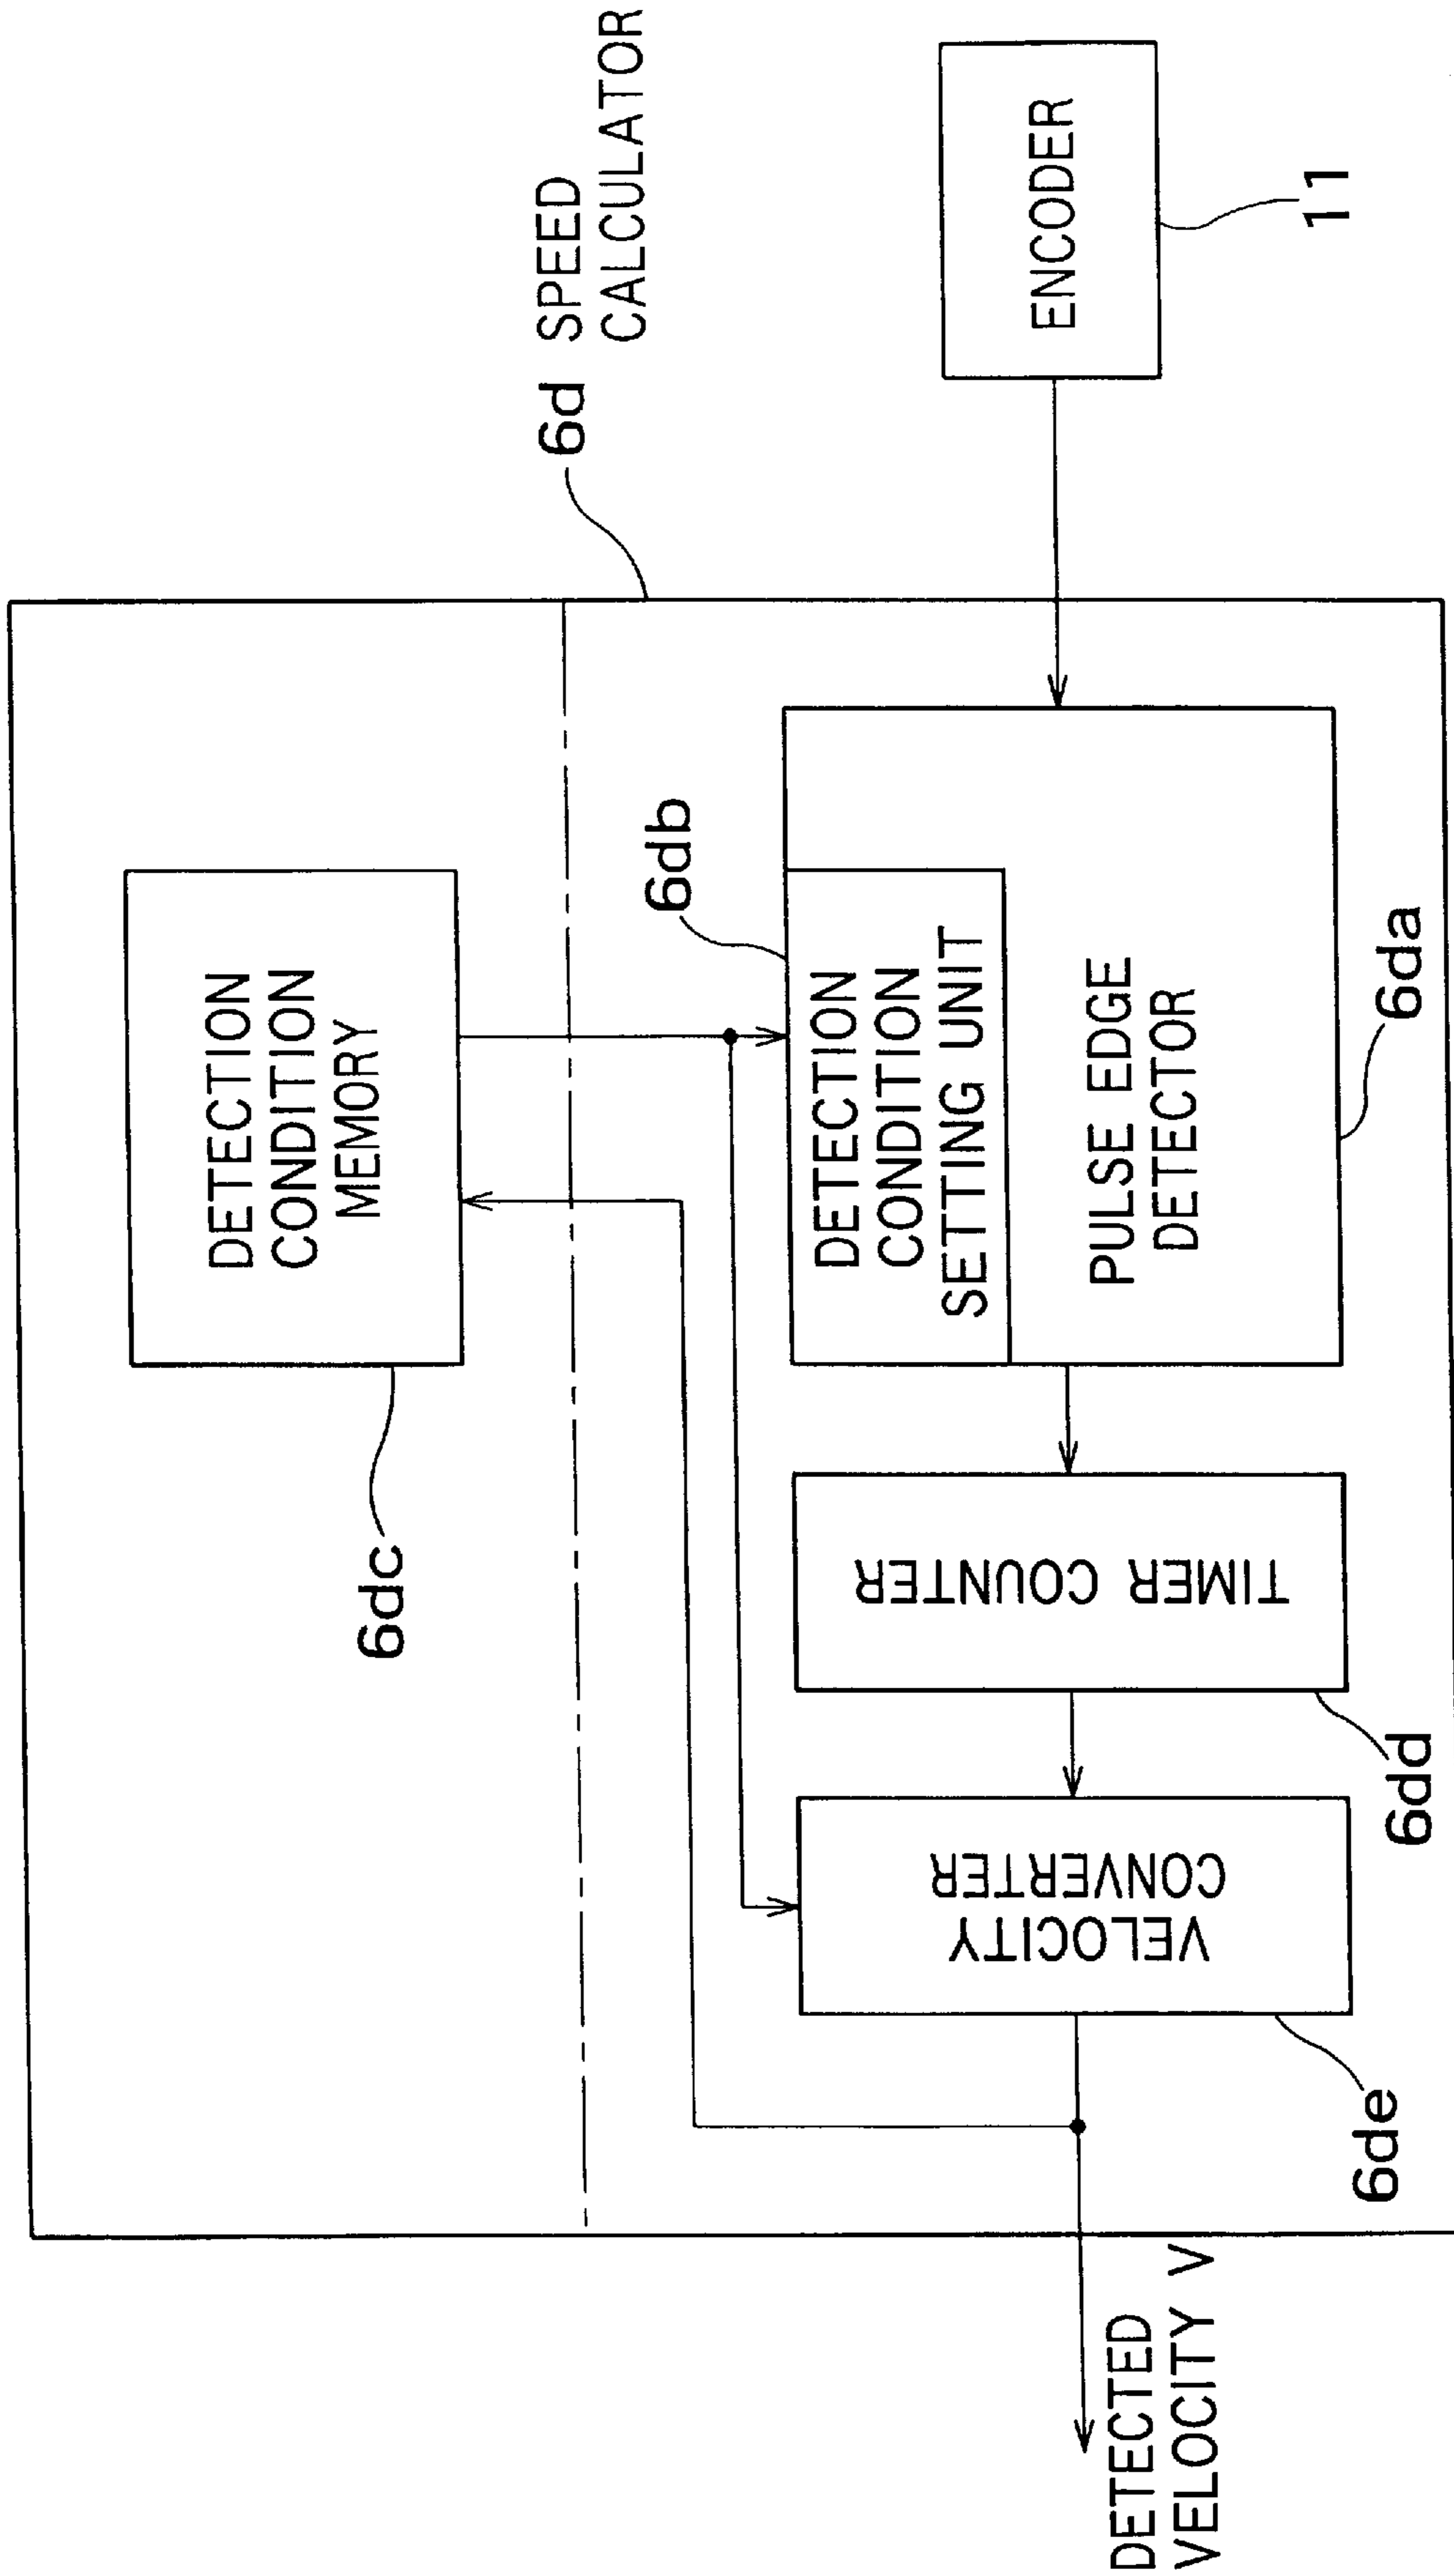 6d SPEED
CALCULATOR
ENCODER
11
DETECTION
CONDITION
MEMORY
6dc
6db
DETECTION
CONDITION
SETTING UNIT
PULSE EDGE
DETECTOR
6da
TIMER COUNTER
6dd
VELOCITY
CONVERTER
6de
DETECTED
VELOCITY V